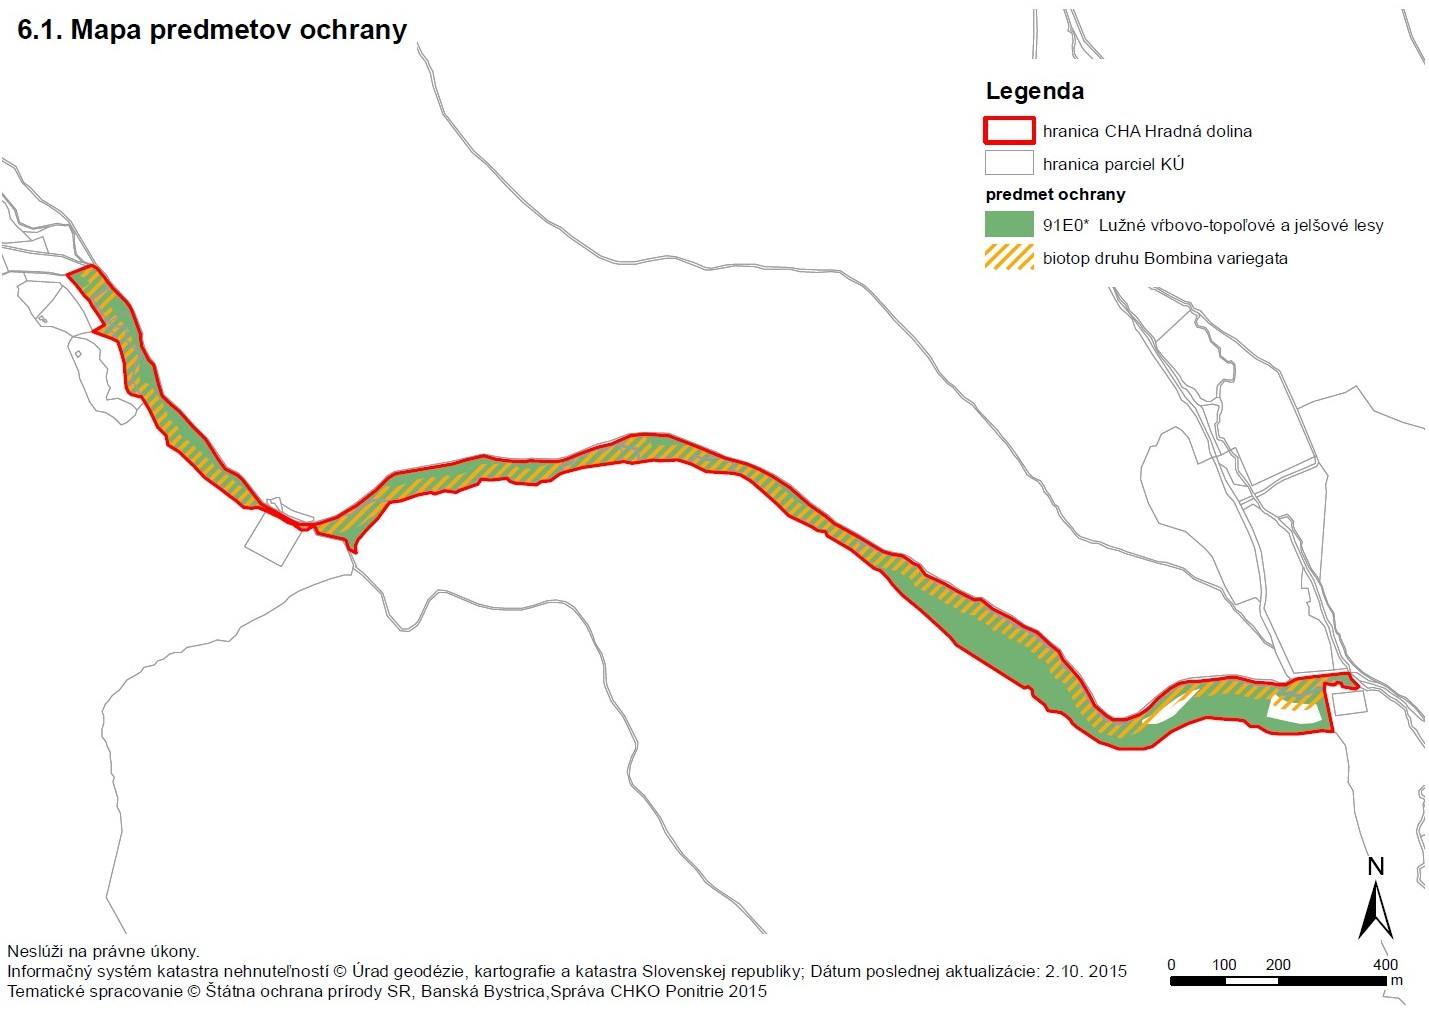 6.1. Mapa predmetov ochrany
Legenda
hranica CHA Hradná dolina
hranica parciel KÚ
predmet ochrany
91E0* Lužné vŕbovo-topoľové a jelšové lesy
biotop druhu Bombina variegata
N
0 100 200 400
m
Neslúži na právne úkony.
Informačný systém katastra nehnuteľností © Úrad geodézie, kartografie a katastra Slovenskej republiky; Dátum poslednej aktualizácie: 2.10. 2015
Tematické spracovanie © Štátna ochrana prírody SR, Banská Bystrica,Správa CHKO Ponitrie 2015